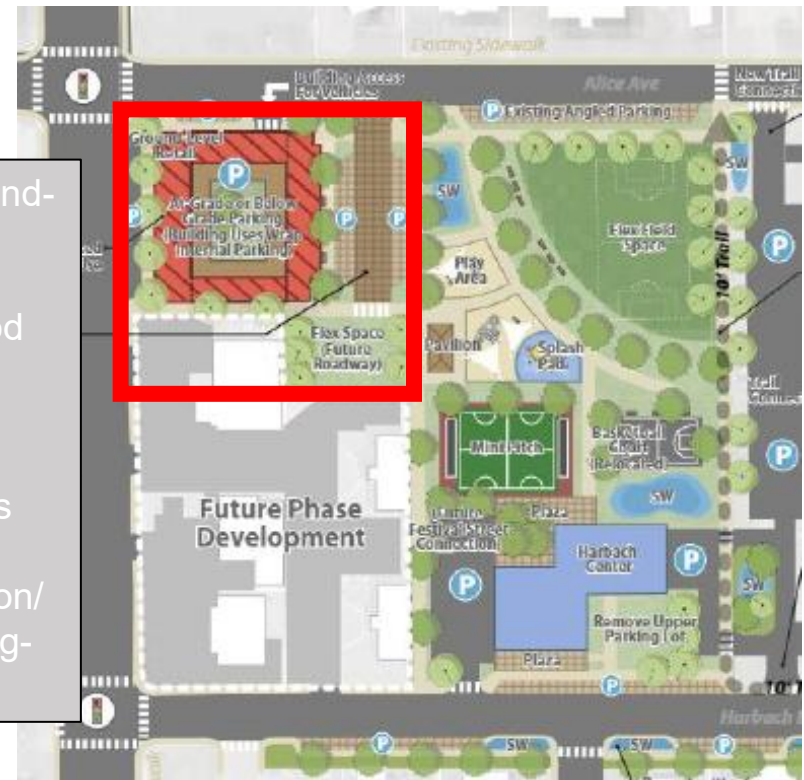 Existing Sidewalk
Alice Ave
Building Access
For Vehicles
New Trail
P Existing Angled Parking
Ground Level
Retail
P
At-Grade or Below
Grade Parking
(Building Uses Wrap
Internal Parking)
P
P
P
SW
SW
Flex Field
Space
P
10' Trail
Play
Area
Flex Space
(Future
Roadway)
Pavilion
Splash
Pad
Trail
Mini Pitch
Basketball
Court
(Relocated)
P
SW
Future Phase
Development
(Future
Festival Street
Connection)
Plaza
Harbach
Center
P
P
SW
Remove Upper
Parking Lot
Plaza
P
10'
Harbach
P
SW
SW
P
nd-
od
s
on/
g-